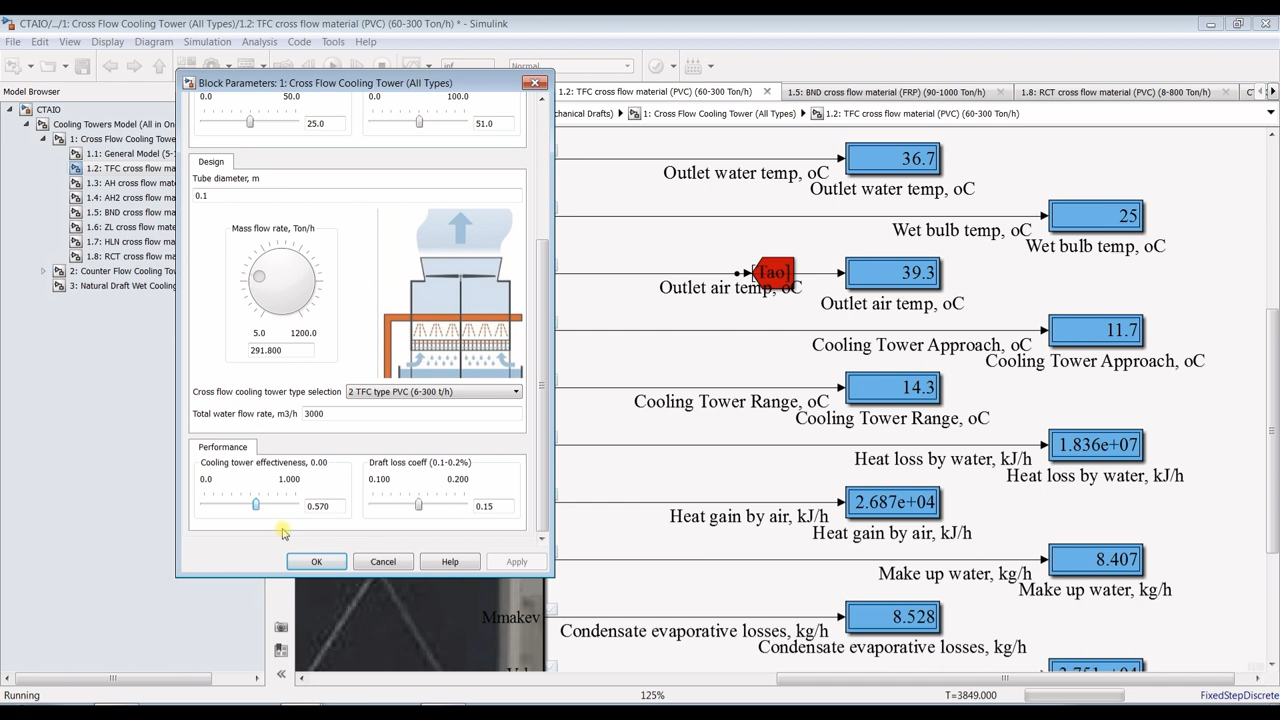 CTAIO/.../1: Cross Flow Cooling Tower (All Types)/1.2: TFC cross flow material (PVC) (60-300 Ton/h) * - Simulink
File Edit View Display Diagram Simulation Analysis Code Tools Help
Normal
Model Browser
CTAIO
Cooling Towers Model (All in On
1: Cross Flow Cooling Towe
1.1: General Model (5-1
1.2: TFC cross flow ma
1.3: AH cross flow mat
1.4: AH2 cross flow ma
1.5: BND cross flow ma
1.6: ZL cross flow mate
1.7: HLN cross flow ma
1.8: RCT cross flow ma
2: Counter Flow Cooling To
3: Natural Draft Wet Coolin
Block Parameters: 1: Cross Flow Cooling Tower (All Types)
0.0 50.0
25.0
0.0 100.0
51.0
Design
Tube diameter, m
0.1
Mass flow rate, Ton/h
5.0 1200.0
291.800
Cross flow cooling tower type selection
2 TFC type PVC (6-300 t/h)
Total water flow rate, m3/h
3000
Performance
Cooling tower effectiveness, 0.00
0.0 1.000
0.570
Draft loss coeff (0.1-0.2%)
0.100 0.200
0.15
OK Cancel Help Apply
1.2: TFC cross flow material (PVC) (60-300 Ton/h)
1.5: BND cross flow material (FRP) (90-1000 Ton/h)
1.8: RCT cross flow material (PVC) (8-800 Ton/h)
chanical Drafts)
1: Cross Flow Cooling Tower (All Types)
1.2: TFC cross flow material (PVC) (60-300 Ton/h)
36.7
Outlet water temp, oC
Outlet water temp, oC
25
Wet bulb temp, oC
Wet bulb temp, oC
[Tao]
39.3
Outlet air temp, oC
Outlet air temp, oC
11.7
Cooling Tower Approach, oC
Cooling Tower Approach, oC
14.3
Cooling Tower Range, oC
Cooling Tower Range, oC
1.836e+07
Heat loss by water, kJ/h
Heat loss by water, kJ/h
2.687e+04
Heat gain by air, kJ/h
Heat gain by air, kJ/h
8.407
Make up water, kg/h
Make up water, kg/h
Mmakev
8.528
Condensate evaporative losses, kg/h
Condensate evaporative losses, kg/h
Running
125%
T=3849.000
FixedStepDiscrete